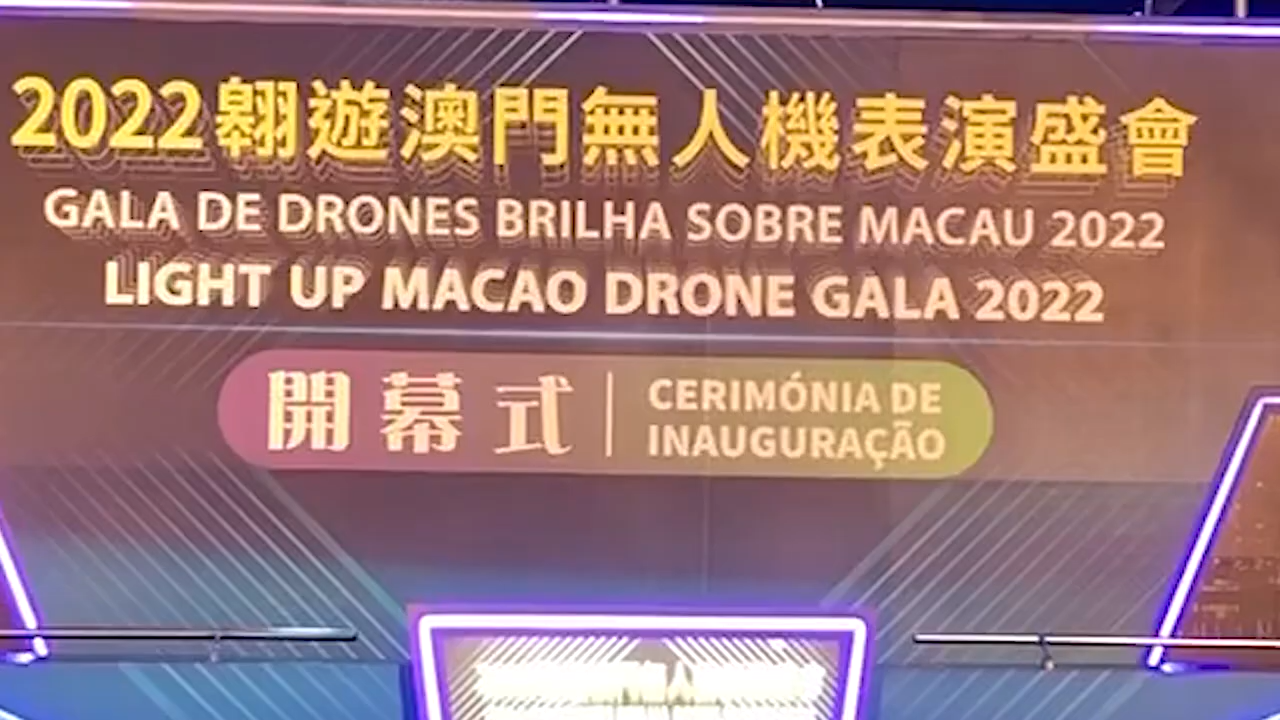 2022翱遊澳門無人機表演盛會
GALA DE DRONES BRILHA SOBRE MACAU 2022
LIGHT UP MACAO DRONE GALA 2022
開幕式
CERIMÓNIA DE
INAUGURAÇÃO